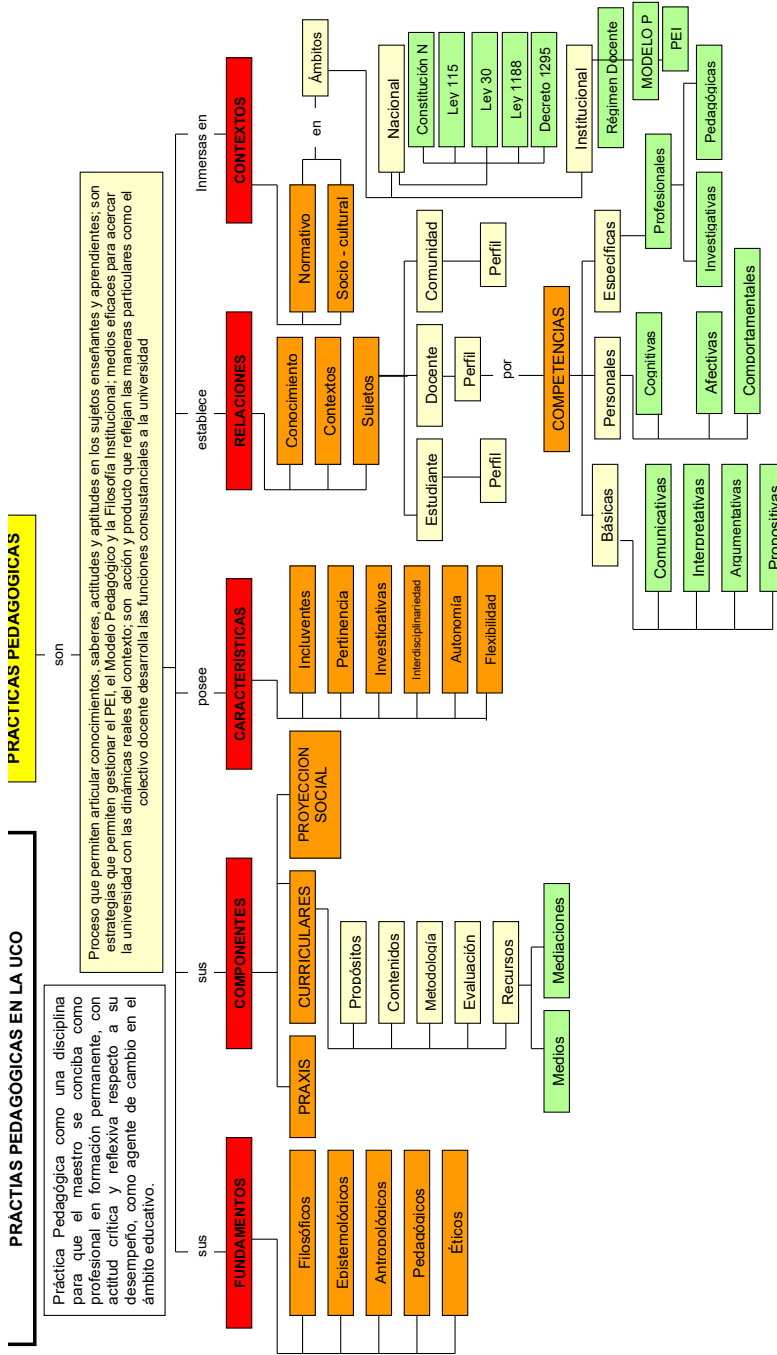 PRÁCTIAS PEDAGÓGICAS EN LA UCO
PRÁCTICAS PEDAGÓGICAS
Práctica Pedagógica como una disciplina
para que el maestro se conciba como
profesional en formación permanente, con
actitud crítica y reflexiva respecto a su
desempeño, como agente de cambio en el
ámbito educativo.
son
Proceso que permiten articular conocimientos, saberes, actitudes y aptitudes en los sujetos enseñantes y aprendientes; son
estrategias que permiten gestionar el PEI, el Modelo Pedagógico y la Filosofía Institucional; medios eficaces para acercar
la universidad con las dinámicas reales del contexto; son acción y producto que reflejan las maneras particulares como el
colectivo docente desarrolla las funciones consustanciales a la universidad
sus
sus
posee
establece
Inmersas en
FUNDAMENTOS
COMPONENTES
CARACTERÍSTICAS
RELACIONES
CONTEXTOS
Filosóficos
Epistemológicos
Antropológicos
Pedagógicos
Éticos
PRAXIS
CURRICULARES
PROYECCION
SOCIAL
Propósitos
Contenidos
Metodología
Evaluación
Recursos
Medios
Mediaciones
Incluyentes
Pertinencia
Investigativas
Interdisciplinariedad
Autonomía
Flexibilidad
Conocimiento
Contextos
Sujetos
Estudiante
Docente
Comunidad
Perfil
Perfil
Perfil
por
COMPETENCIAS
Básicas
Personales
Específicas
Comunicativas
Interpretativas
Argumentativas
Propositivas
Cognitivas
Afectivas
Comportamentales
Profesionales
Investigativas
Pedagógicas
Normativo
Socio - cultural
en
Ámbitos
Nacional
Constitución N
Ley 115
Ley 30
Ley 1188
Decreto 1295
Institucional
Régimen Docente
MODELO P
PEI